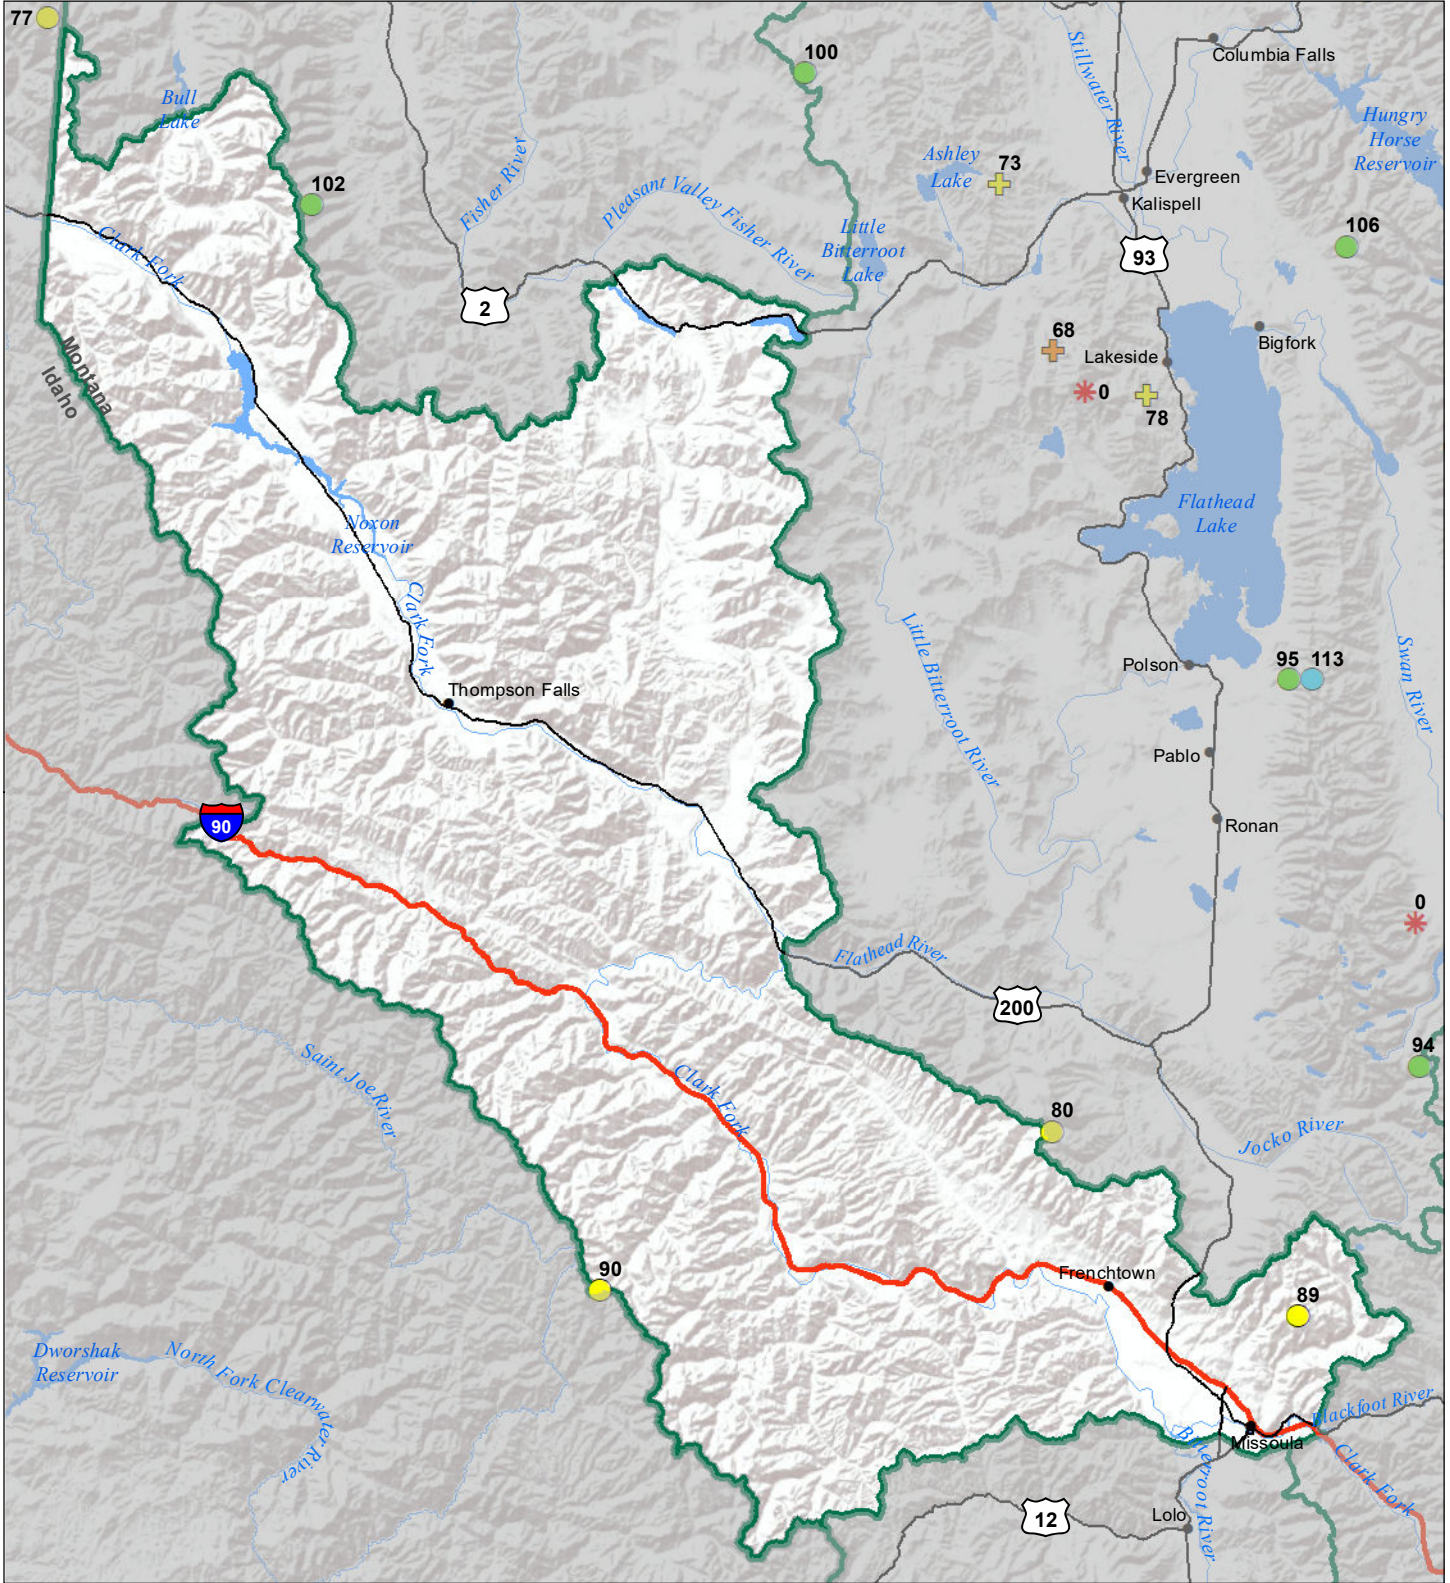 77
100
Columbia Falls
Stillwater River
Bull
Lake
Hungry
Horse
Reservoir
Fisher River
Ashley
Lake
73
Evergreen
102
Pleasant Valley Fisher River
Kalispell
Little
Bitterroot
Lake
106
Clark Fork
93
2
68
Bigfork
Lakeside
Montana
Idaho
0
78
Flathead
Lake
Noxon
Reservoir
Clark Fork
Little Bitterroot River
Swan River
Polson
95
113
Thompson Falls
Pablo
90
Ronan
0
Flathead River
200
94
Saint Joe River
Clark Fork
80
Jocko River
90
Frenchtown
89
Dworshak
Reservoir
North Fork Clearwater River
Blackfoot River
Missoula
Bitterroot River
Clark Fork
12
Lolo